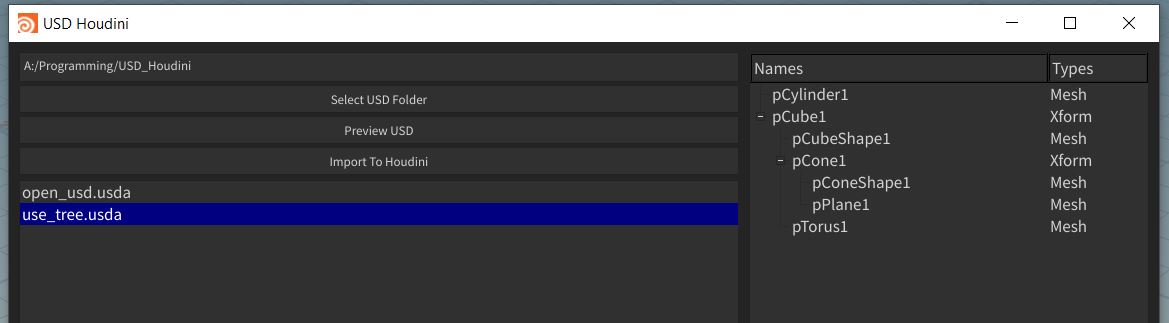 USD Houdini
A:/Programming/USD_Houdini
Select USD Folder
Preview USD
Import To Houdini
open_usd.usda
use_tree.usda
Names Types
pCylinder1 Mesh
pCube1 Xform
pCubeShape1 Mesh
pCone1 Xform
pConeShape1 Mesh
pPlane1 Mesh
pTorus1 Mesh